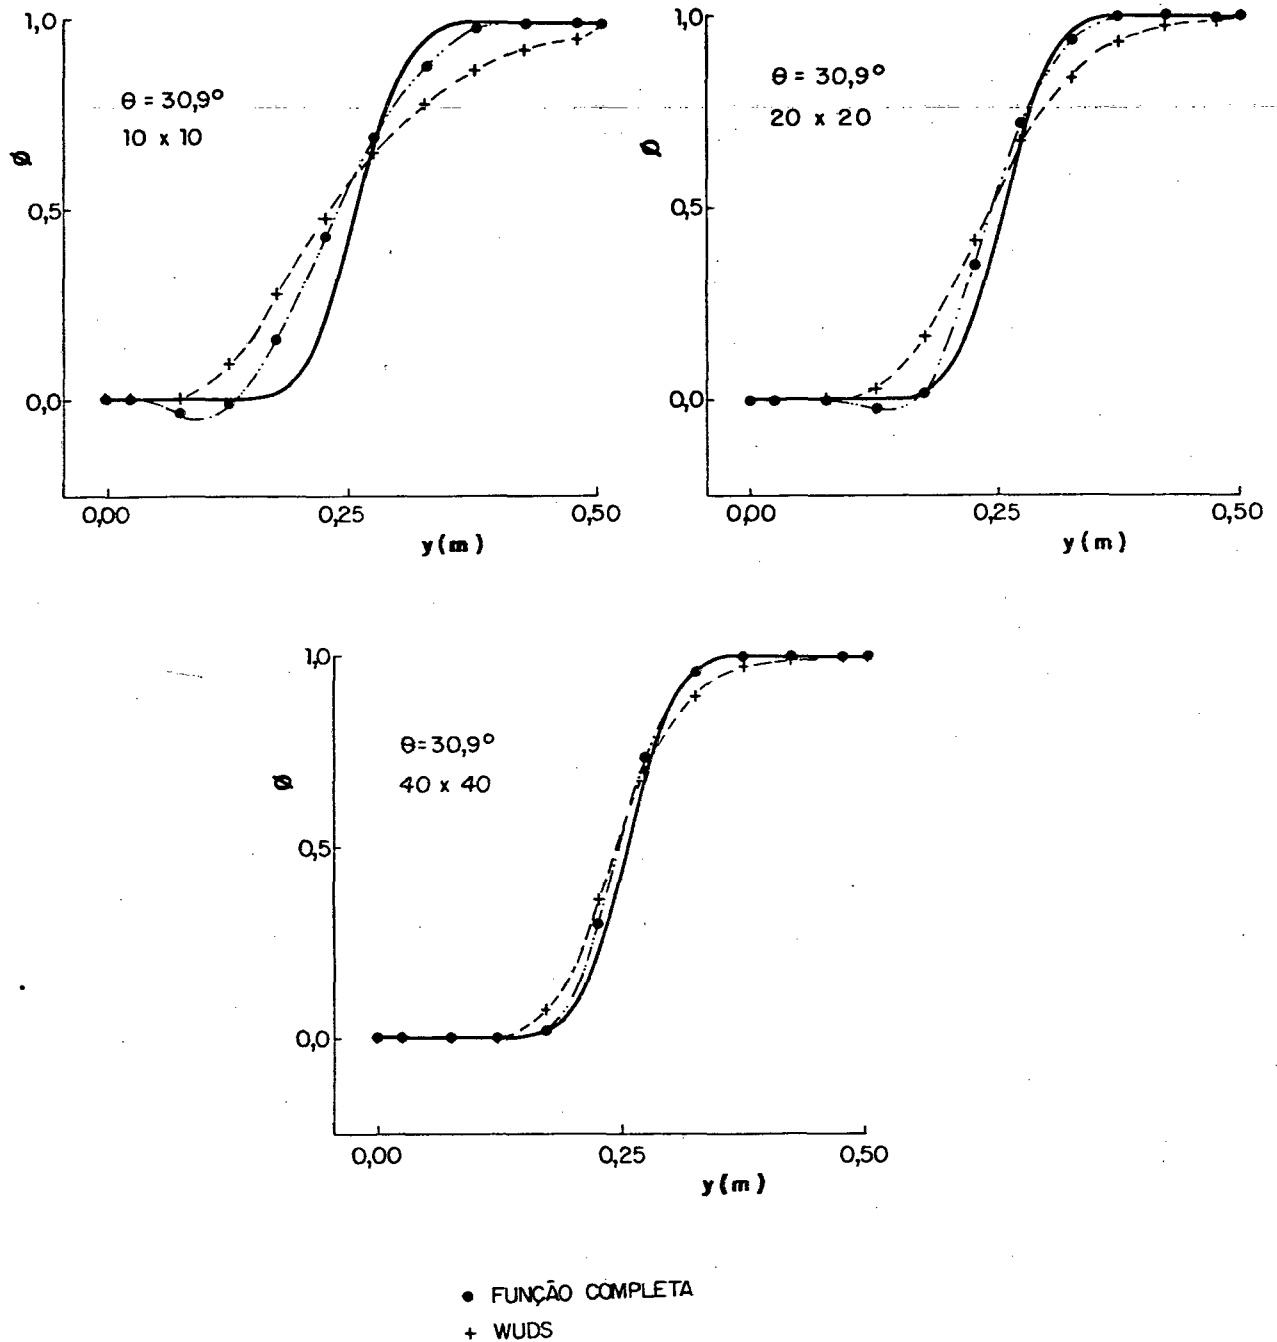 1,0
θ = 30,9°
10 x 10
Ø
0,5
0,0
0,00 0,25 0,50
y (m)
1,0
θ = 30,9°
20 x 20
Ø
0,5
0,0
0,00 0,25 0,50
y (m)
1,0
θ = 30,9°
40 x 40
Ø
0,5
0,0
0,00 0,25 0,50
y (m)
● FUNÇÃO COMPLETA
+ WUDS